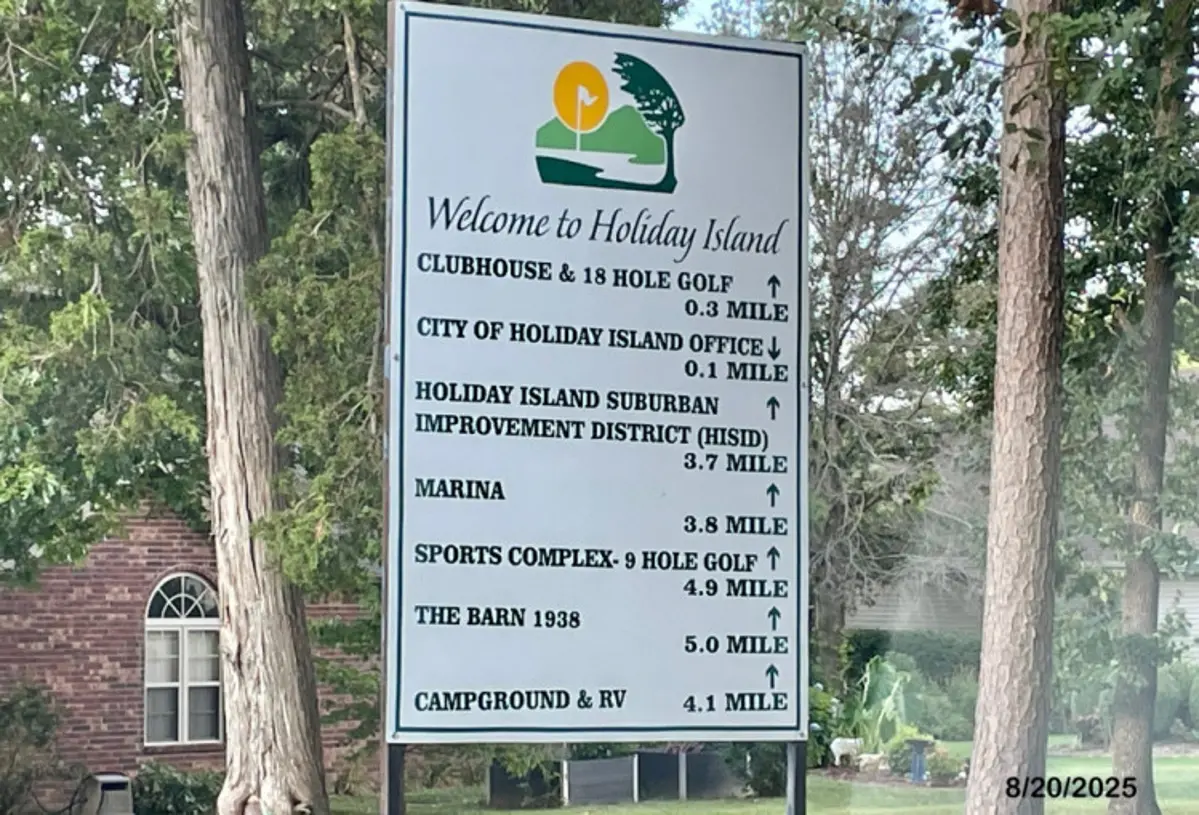 Welcome to Holiday Island
CLUBHOUSE & 18 HOLE GOLF ↑
0.3 MILE
CITY OF HOLIDAY ISLAND OFFICE ↓
0.1 MILE
HOLIDAY ISLAND SUBURBAN ↑
IMPROVEMENT DISTRICT (HISID)
3.7 MILE
MARINA ↑
3.8 MILE
SPORTS COMPLEX- 9 HOLE GOLF ↑
4.9 MILE
THE BARN 1938 ↑
5.0 MILE
↑
CAMPGROUND & RV 4.1 MILE
8/20/2025